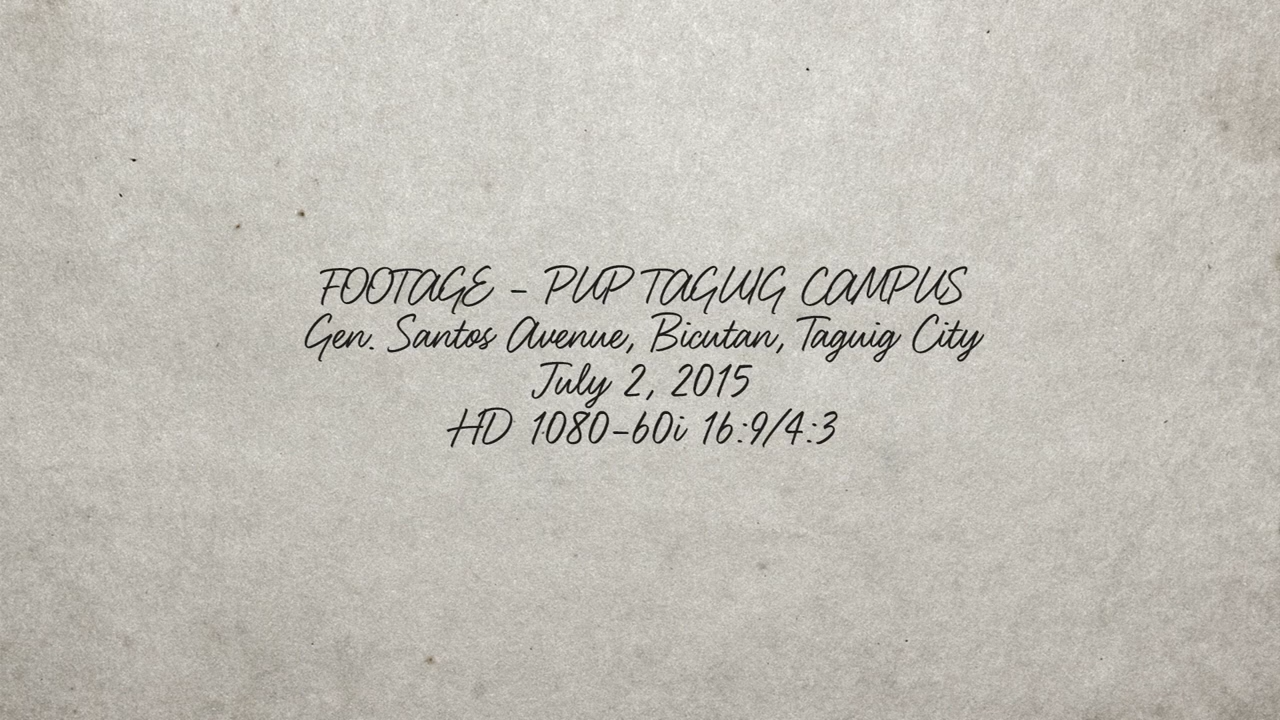 FOOTAGE - PUP TAGUIG CAMPUS
Gen. Santos Avenue, Bicutan, Taguig City
July 2, 2015
HD 1080-60i 16:9/4:3